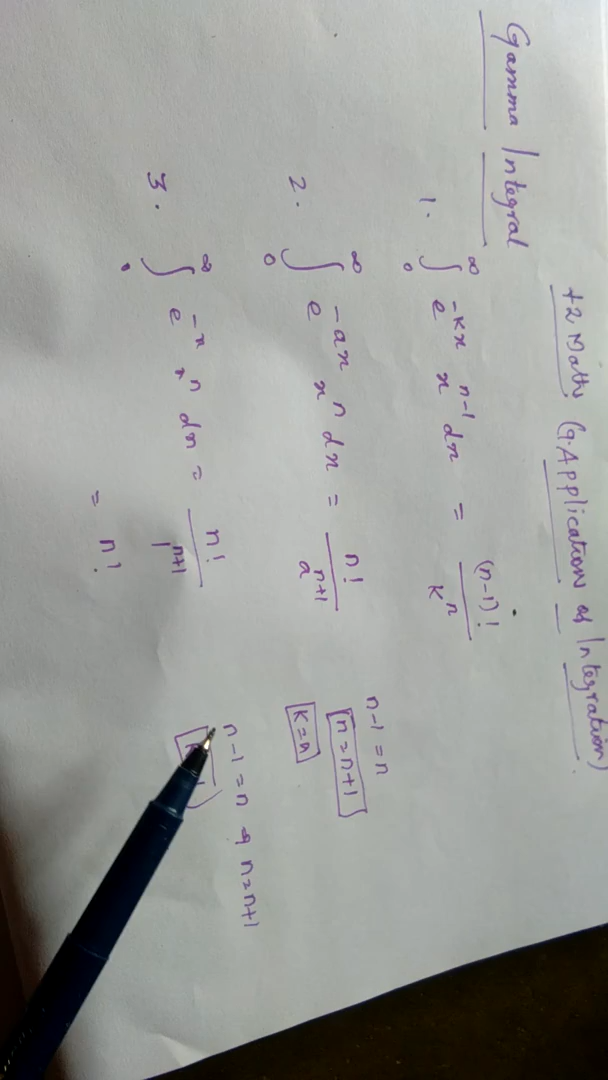 +2 Maths (9. Application of Integration)
Gamma Integral
1. ∫₀^∞ e^{-kx} x^{n-1} dx = (n-1)! / k^n
2. ∫₀^∞ e^{-ax} x^n dx = n! / a^{n+1}
n-1 = n
n = n+1
k = a
3. ∫₀^∞ e^{-x} x^n dx = n! / 1^{n+1}
= n!
n-1 = n ⇒ n = n+1